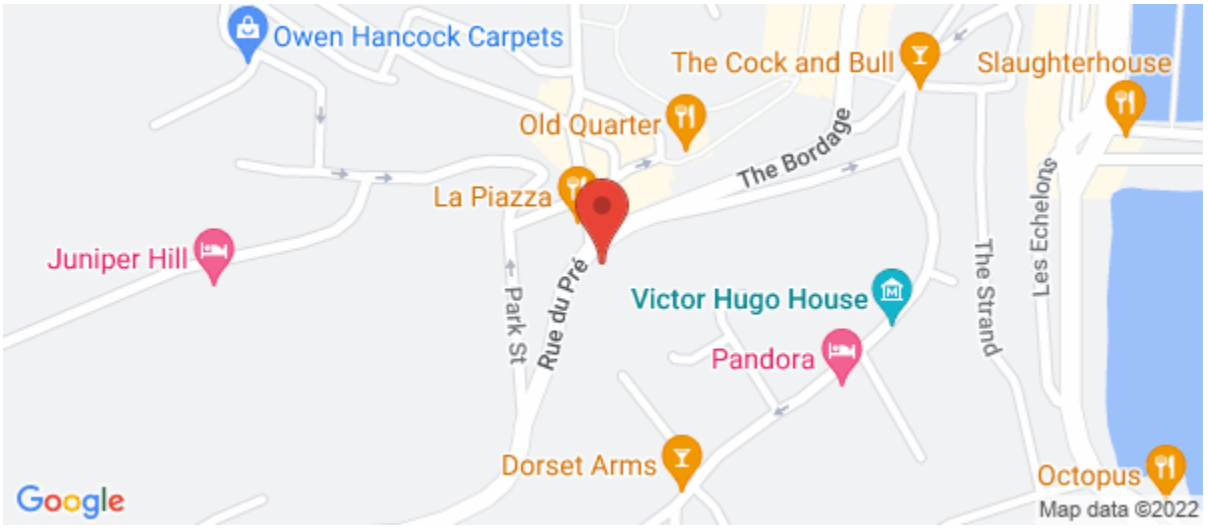 Owen Hancock Carpets
The Cock and Bull
Slaughterhouse
Old Quarter
The Bordage
La Piazza
Juniper Hill
Park St
Rue du Pré
Victor Hugo House
The Strand
Les Echelons
Pandora
Dorset Arms
Octopus
Google
Map data ©2022